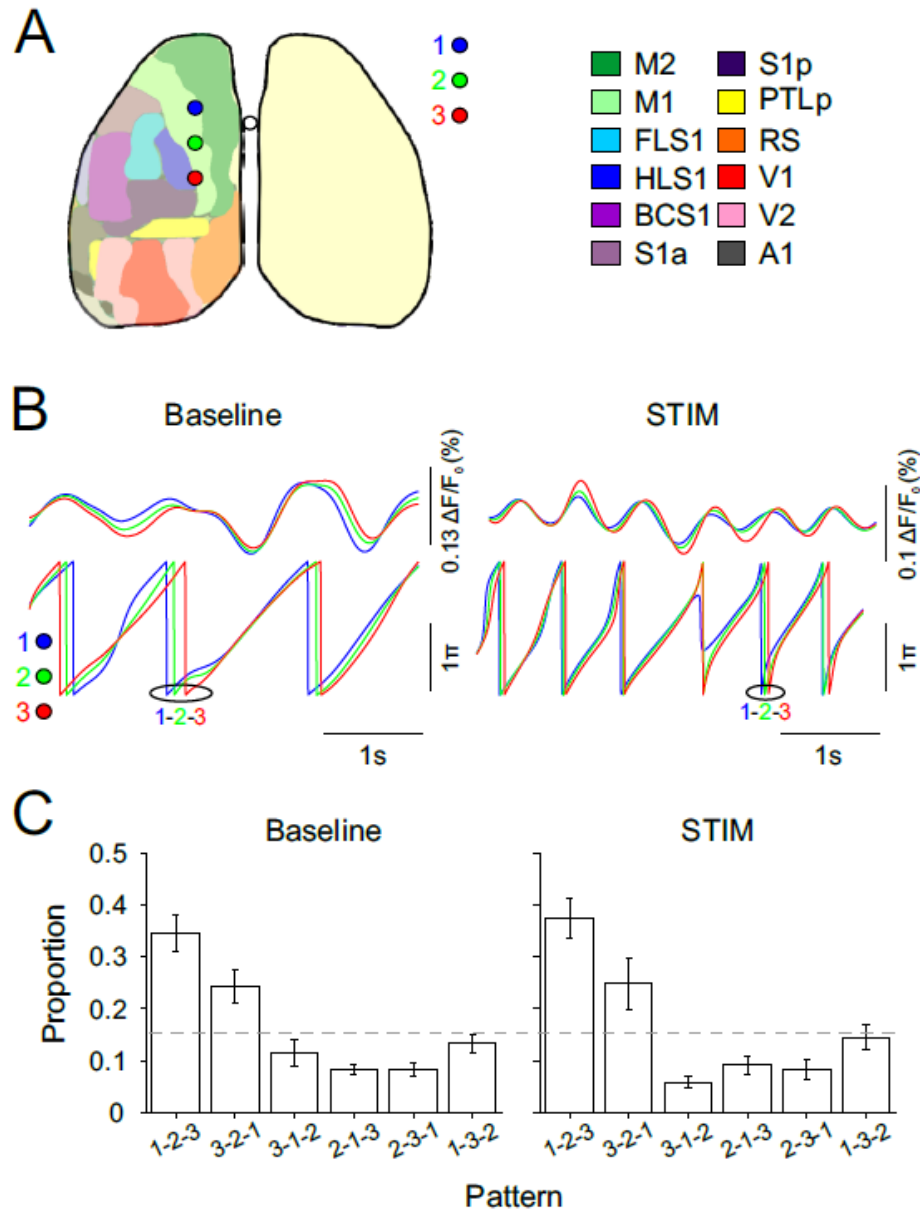 A
1
2
3
M2
M1
FLS1
HLS1
BCS1
S1a
S1p
PTLp
RS
V1
V2
A1
B
Baseline
STIM
0.13 ΔF/F₀ (%)
0.1 ΔF/F₀ (%)
1
2
3
1π
1π
1-2-3
1-2-3
1s
1s
C
Baseline
STIM
Proportion
0.5
0.4
0.3
0.2
0.1
0
1-2-3
3-2-1
3-1-2
2-1-3
2-3-1
1-3-2
1-2-3
3-2-1
3-1-2
2-1-3
2-3-1
1-3-2
Pattern